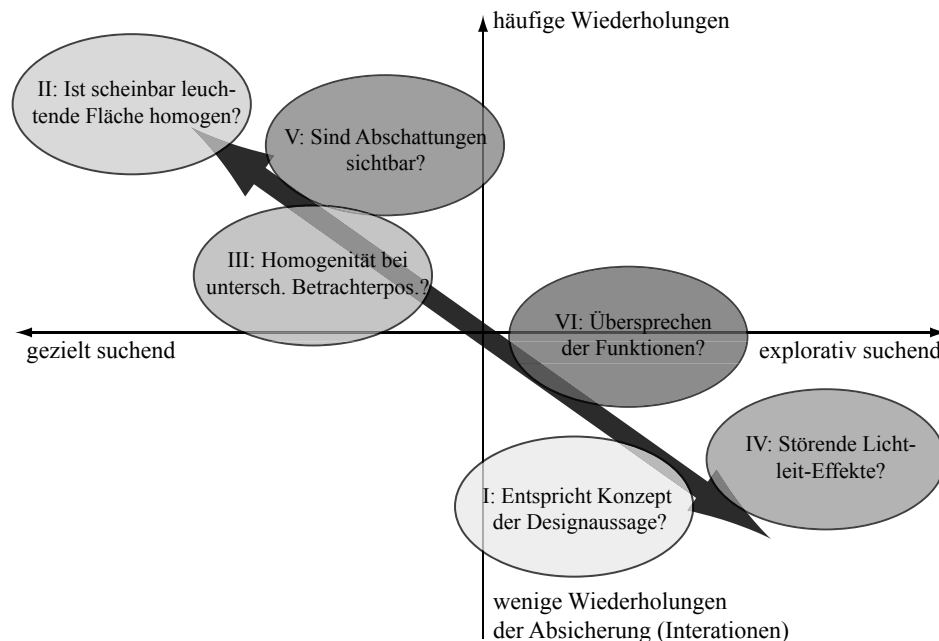 häufige Wiederholungen
II: Ist scheinbar leuch-
tende Fläche homogen?
V: Sind Abschattungen
sichtbar?
III: Homogenität bei
untersch. Betrachterpos.?
VI: Übersprechen
der Funktionen?
gezielt suchend
explorativ suchend
IV: Störende Licht-
leit-Effekte?
I: Entspricht Konzept
der Designaussage?
wenige Wiederholungen
der Absicherung (Interationen)